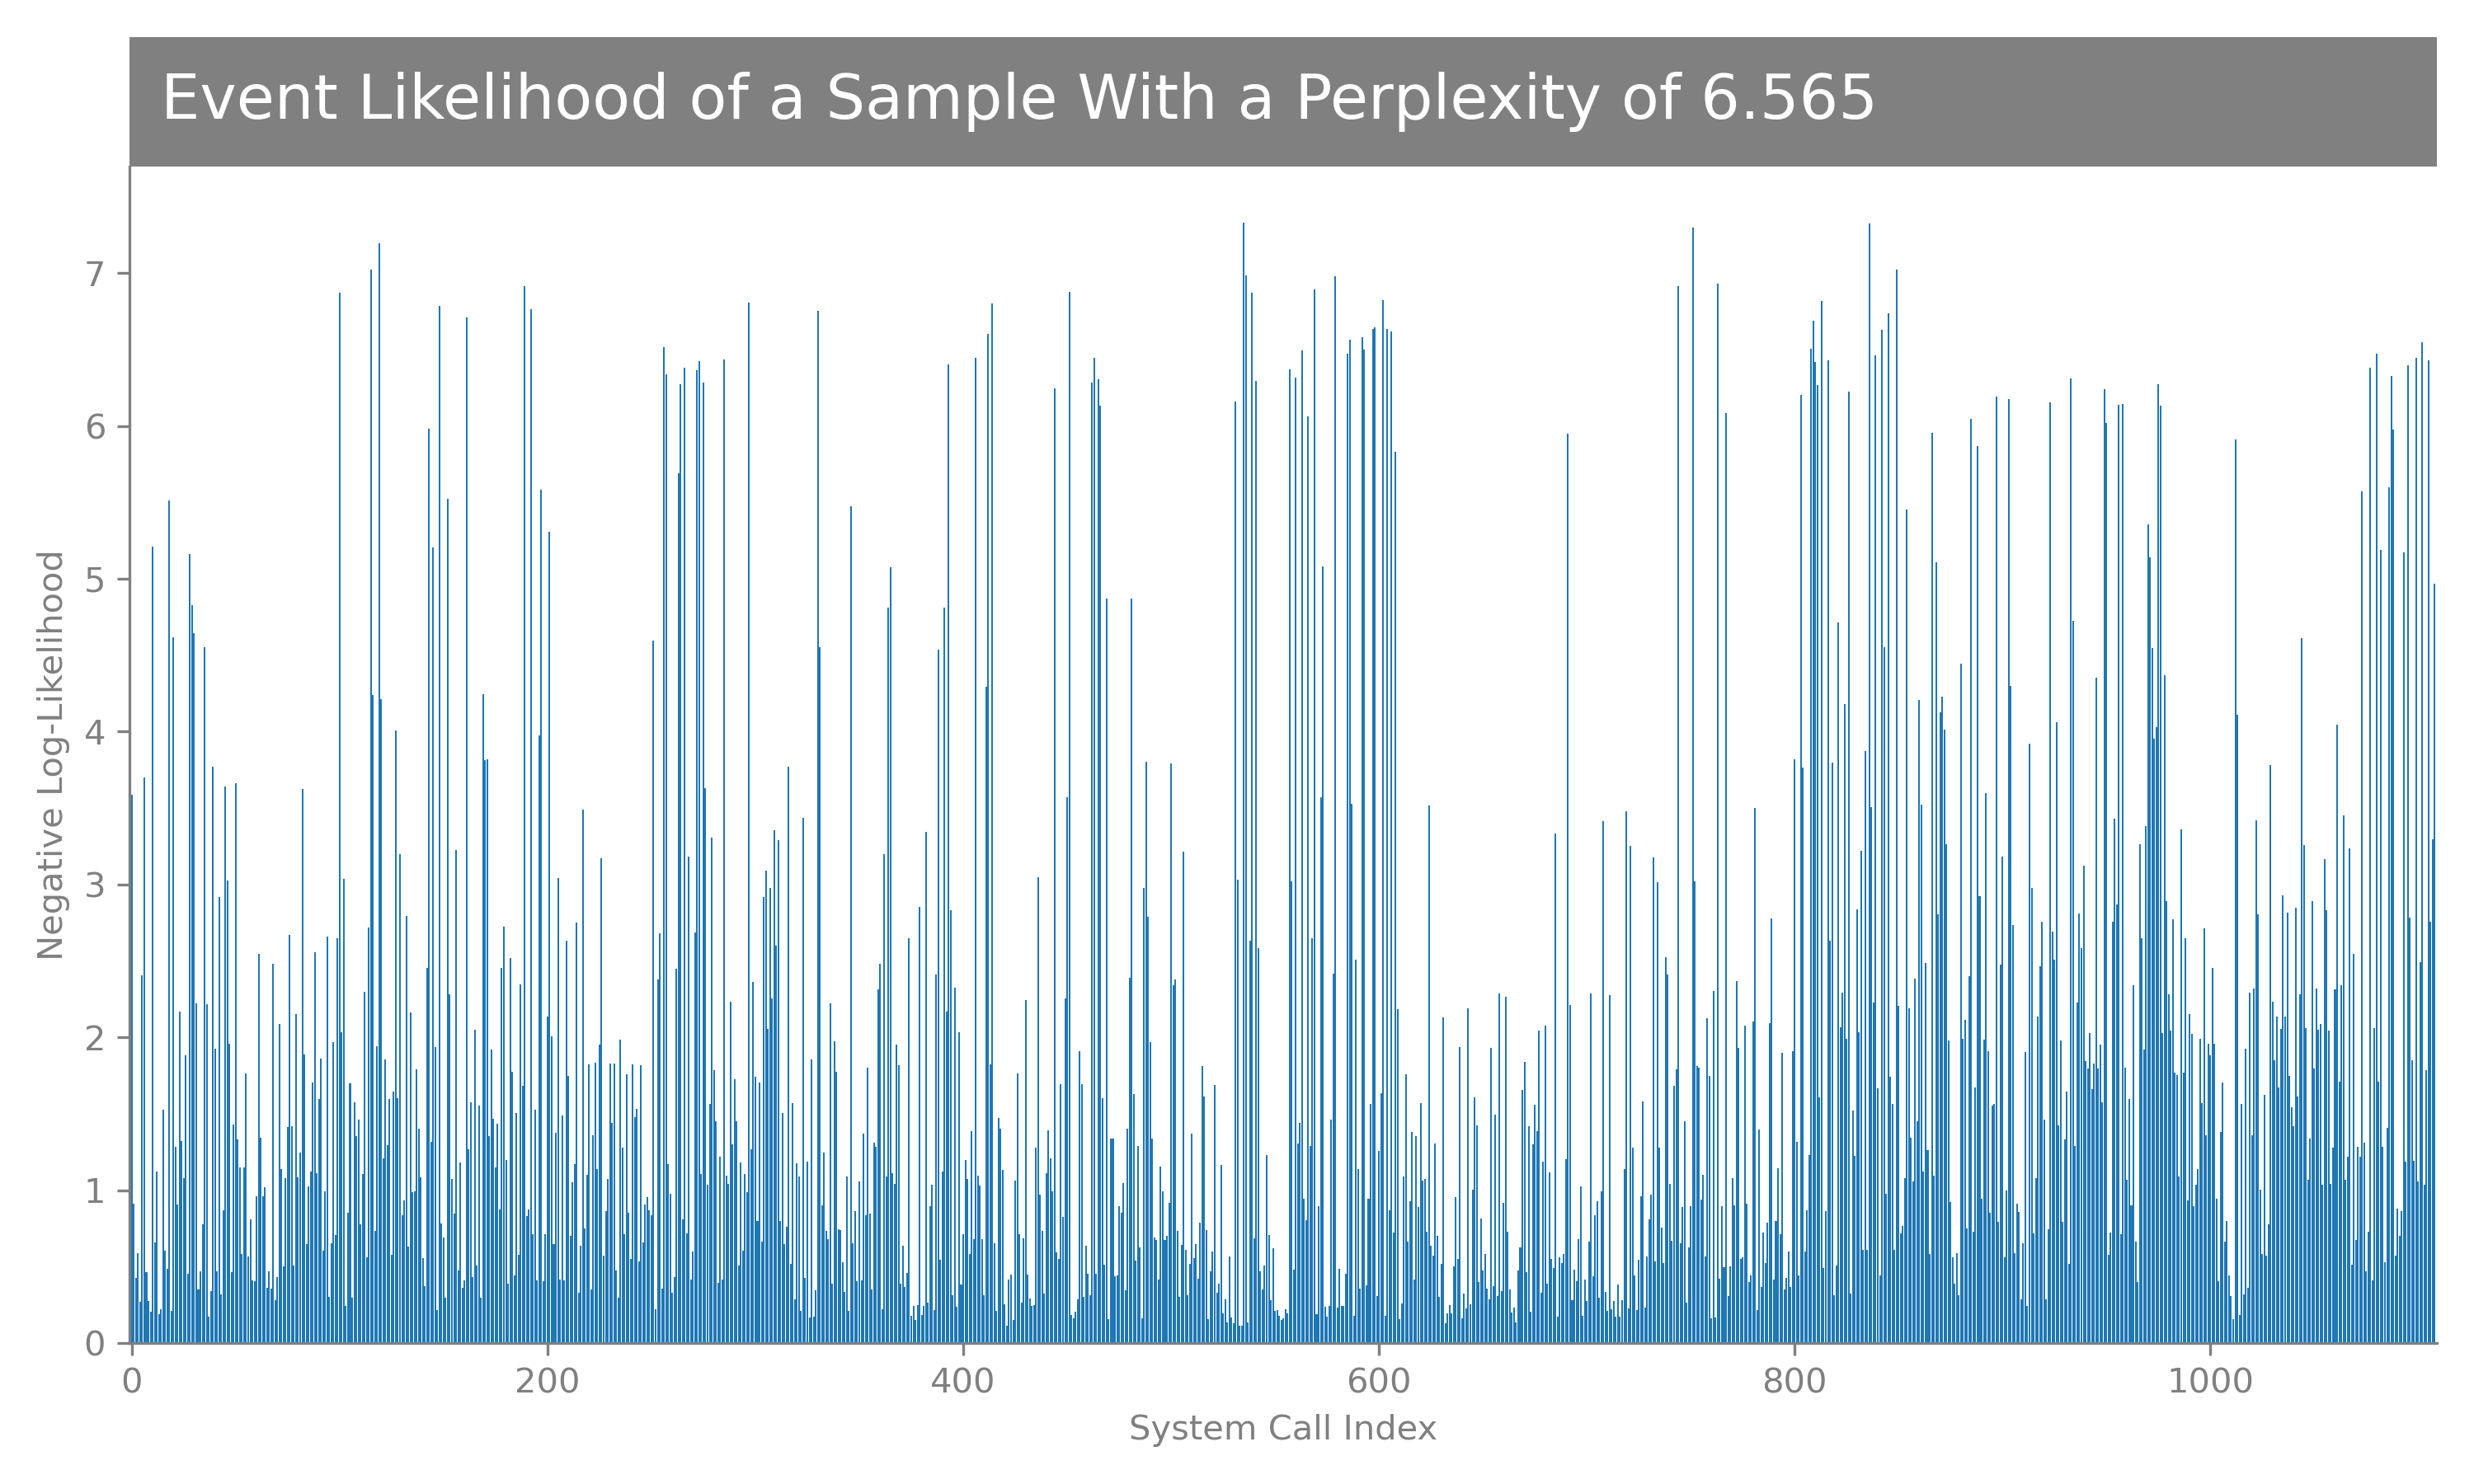 Event Likelihood of a Sample With a Perplexity of 6.565
7
6
5
4
3
2
1
0
Negative Log-Likelihood
0 200 400 600 800 1000
System Call Index